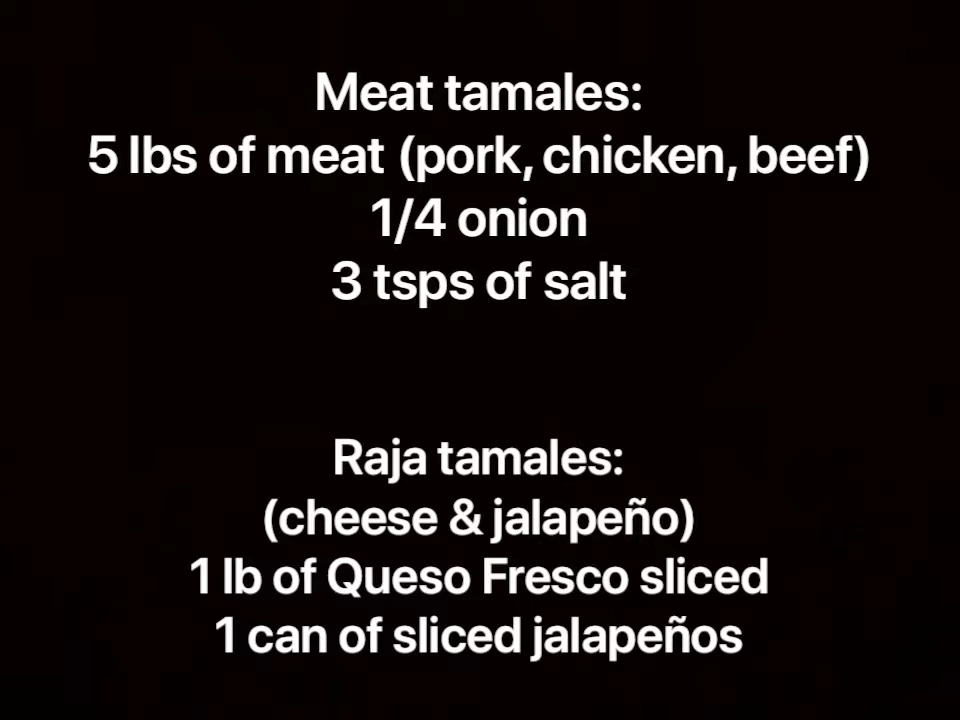 Meat tamales:
5 lbs of meat (pork, chicken, beef)
1/4 onion
3 tsps of salt
Raja tamales:
(cheese & jalapeño)
1 lb of Queso Fresco sliced
1 can of sliced jalapeños